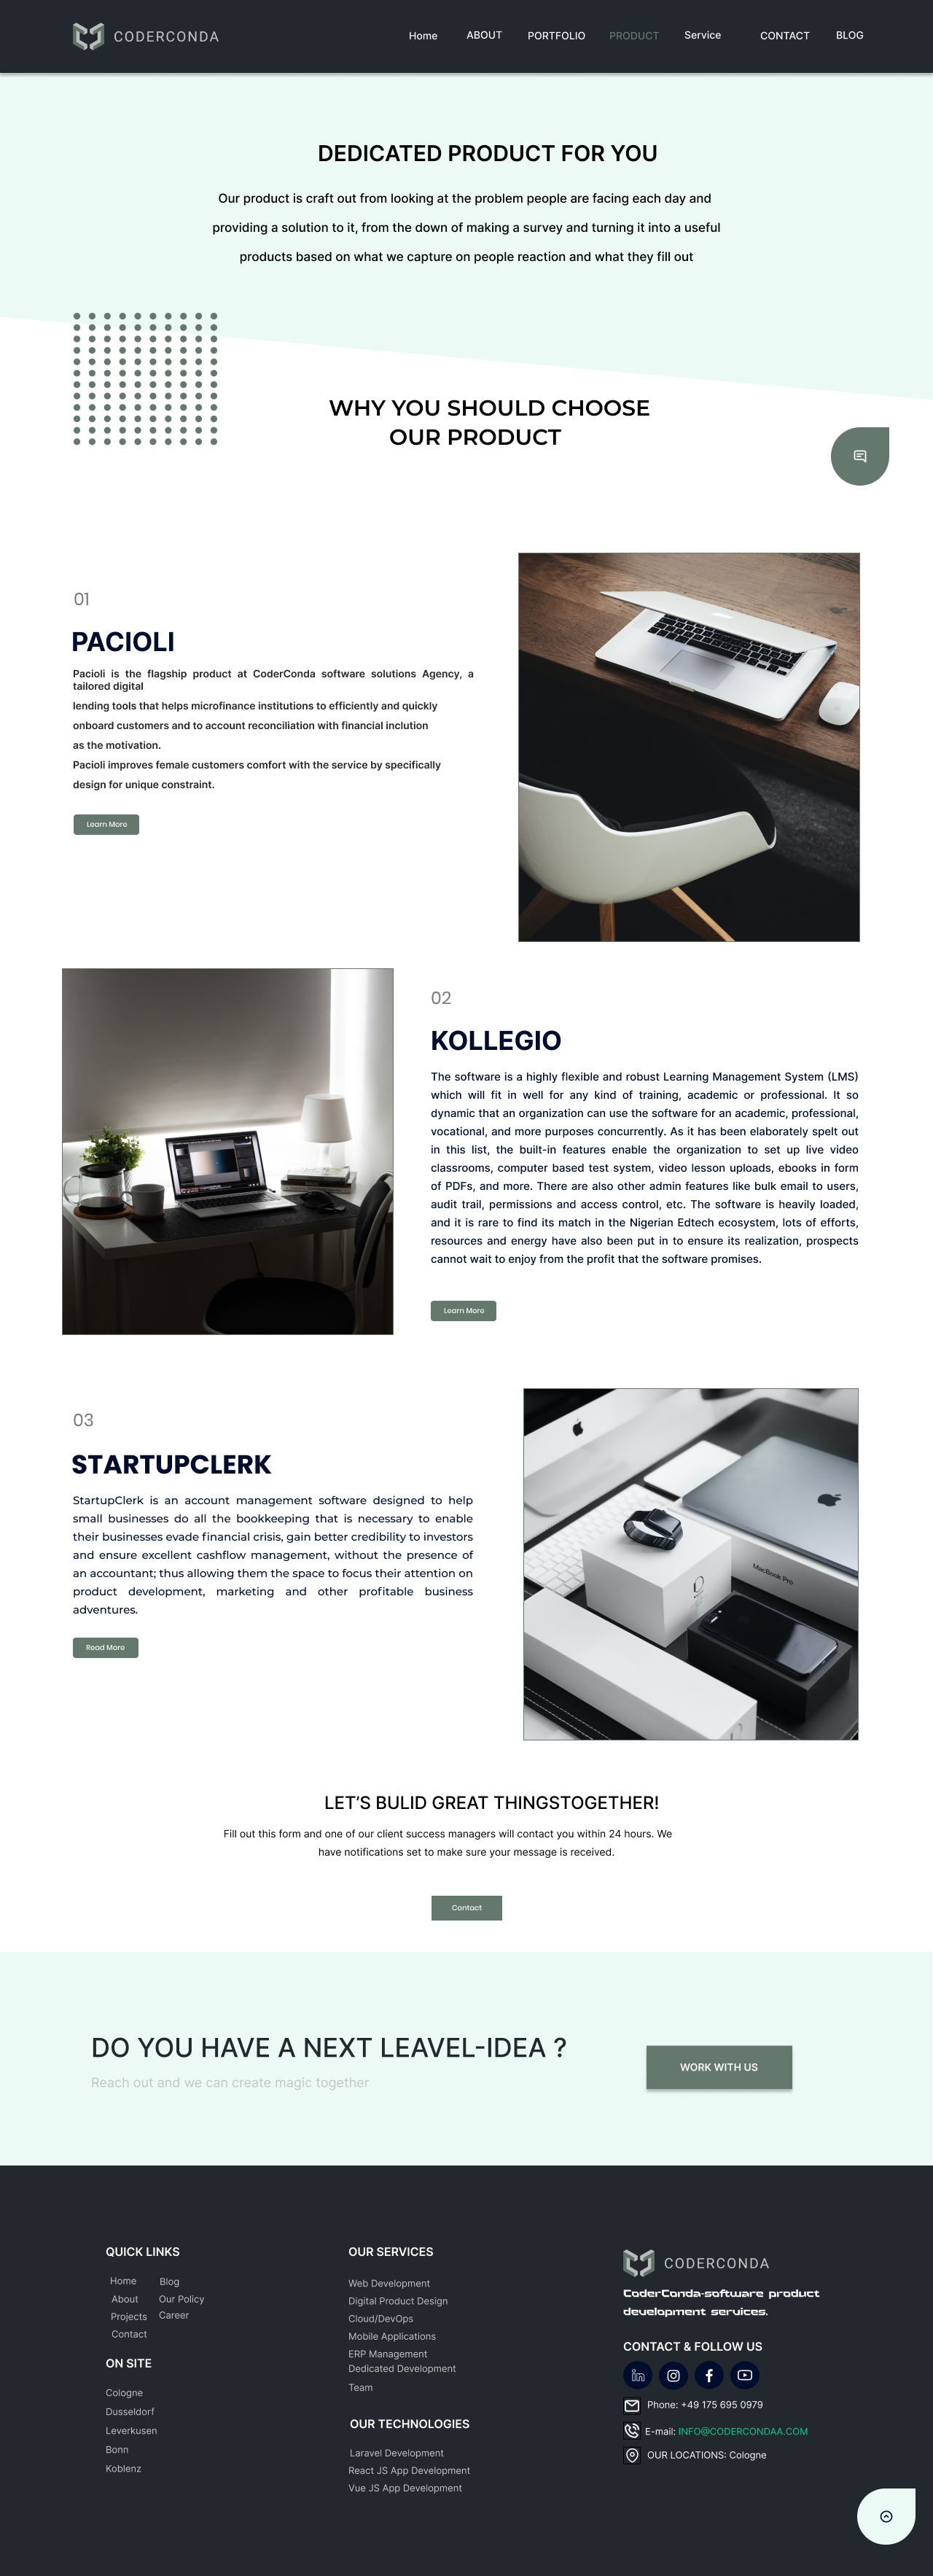 CODERCONDA
Home ABOUT PORTFOLIO PRODUCT Service CONTACT BLOG
DEDICATED PRODUCT FOR YOU
Our product is craft out from looking at the problem people are facing each day and
providing a solution to it, from the down of making a survey and turning it into a useful
products based on what we capture on people reaction and what they fill out
WHY YOU SHOULD CHOOSE
OUR PRODUCT
01
PACIOLI
Pacioli is the flagship product at CoderConda software solutions Agency, a
tailored digital
lending tools that helps microfinance institutions to efficiently and quickly
onboard customers and to account reconciliation with financial inclution
as the motivation.
Pacioli improves female customers comfort with the service by specifically
design for unique constraint.
Learn More
02
KOLLEGIO
The software is a highly flexible and robust Learning Management System (LMS)
which will fit in well for any kind of training, academic or professional. It so
dynamic that an organization can use the software for an academic, professional,
vocational, and more purposes concurrently. As it has been elaborately spelt out
in this list, the built-in features enable the organization to set up live video
classrooms, computer based test system, video lesson uploads, ebooks in form
of PDFs, and more. There are also other admin features like bulk email to users,
audit trail, permissions and access control, etc. The software is heavily loaded,
and it is rare to find its match in the Nigerian Edtech ecosystem, lots of efforts,
resources and energy have also been put in to ensure its realization, prospects
cannot wait to enjoy from the profit that the software promises.
Learn More
03
STARTUPCLERK
StartupClerk is an account management software designed to help
small businesses do all the bookkeeping that is necessary to enable
their businesses evade financial crisis, gain better credibility to investors
and ensure excellent cashflow management, without the presence of
an accountant; thus allowing them the space to focus their attention on
product development, marketing and other profitable business
adventures.
Read More
MacBook Pro
LET’S BULID GREAT THINGSTOGETHER!
Fill out this form and one of our client success managers will contact you within 24 hours. We
have notifications set to make sure your message is received.
Contact
DO YOU HAVE A NEXT LEAVEL-IDEA ?
Reach out and we can create magic together
WORK WITH US
QUICK LINKS
Home Blog
About Our Policy
Projects Career
Contact
ON SITE
Cologne
Dusseldorf
Leverkusen
Bonn
Koblenz
OUR SERVICES
Web Development
Digital Product Design
Cloud/DevOps
Mobile Applications
ERP Management
Dedicated Development
Team
OUR TECHNOLOGIES
Laravel Development
React JS App Development
Vue JS App Development
CODERCONDA
CoderConda-software product
development services.
CONTACT & FOLLOW US
Phone: +49 175 695 0979
E-mail: INFO@CODERCONDAA.COM
OUR LOCATIONS: Cologne